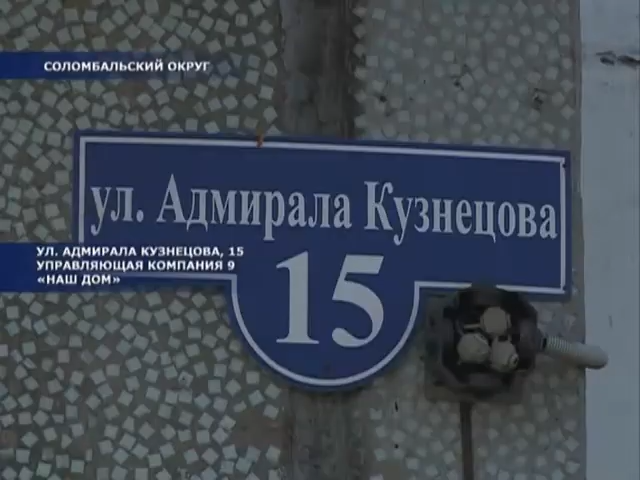 СОЛОМБАЛЬСКИЙ ОКРУГ
ул. Адмирала Кузнецова
15
УЛ. АДМИРАЛА КУЗНЕЦОВА, 15
УПРАВЛЯЮЩАЯ КОМПАНИЯ 9
«НАШ ДОМ»